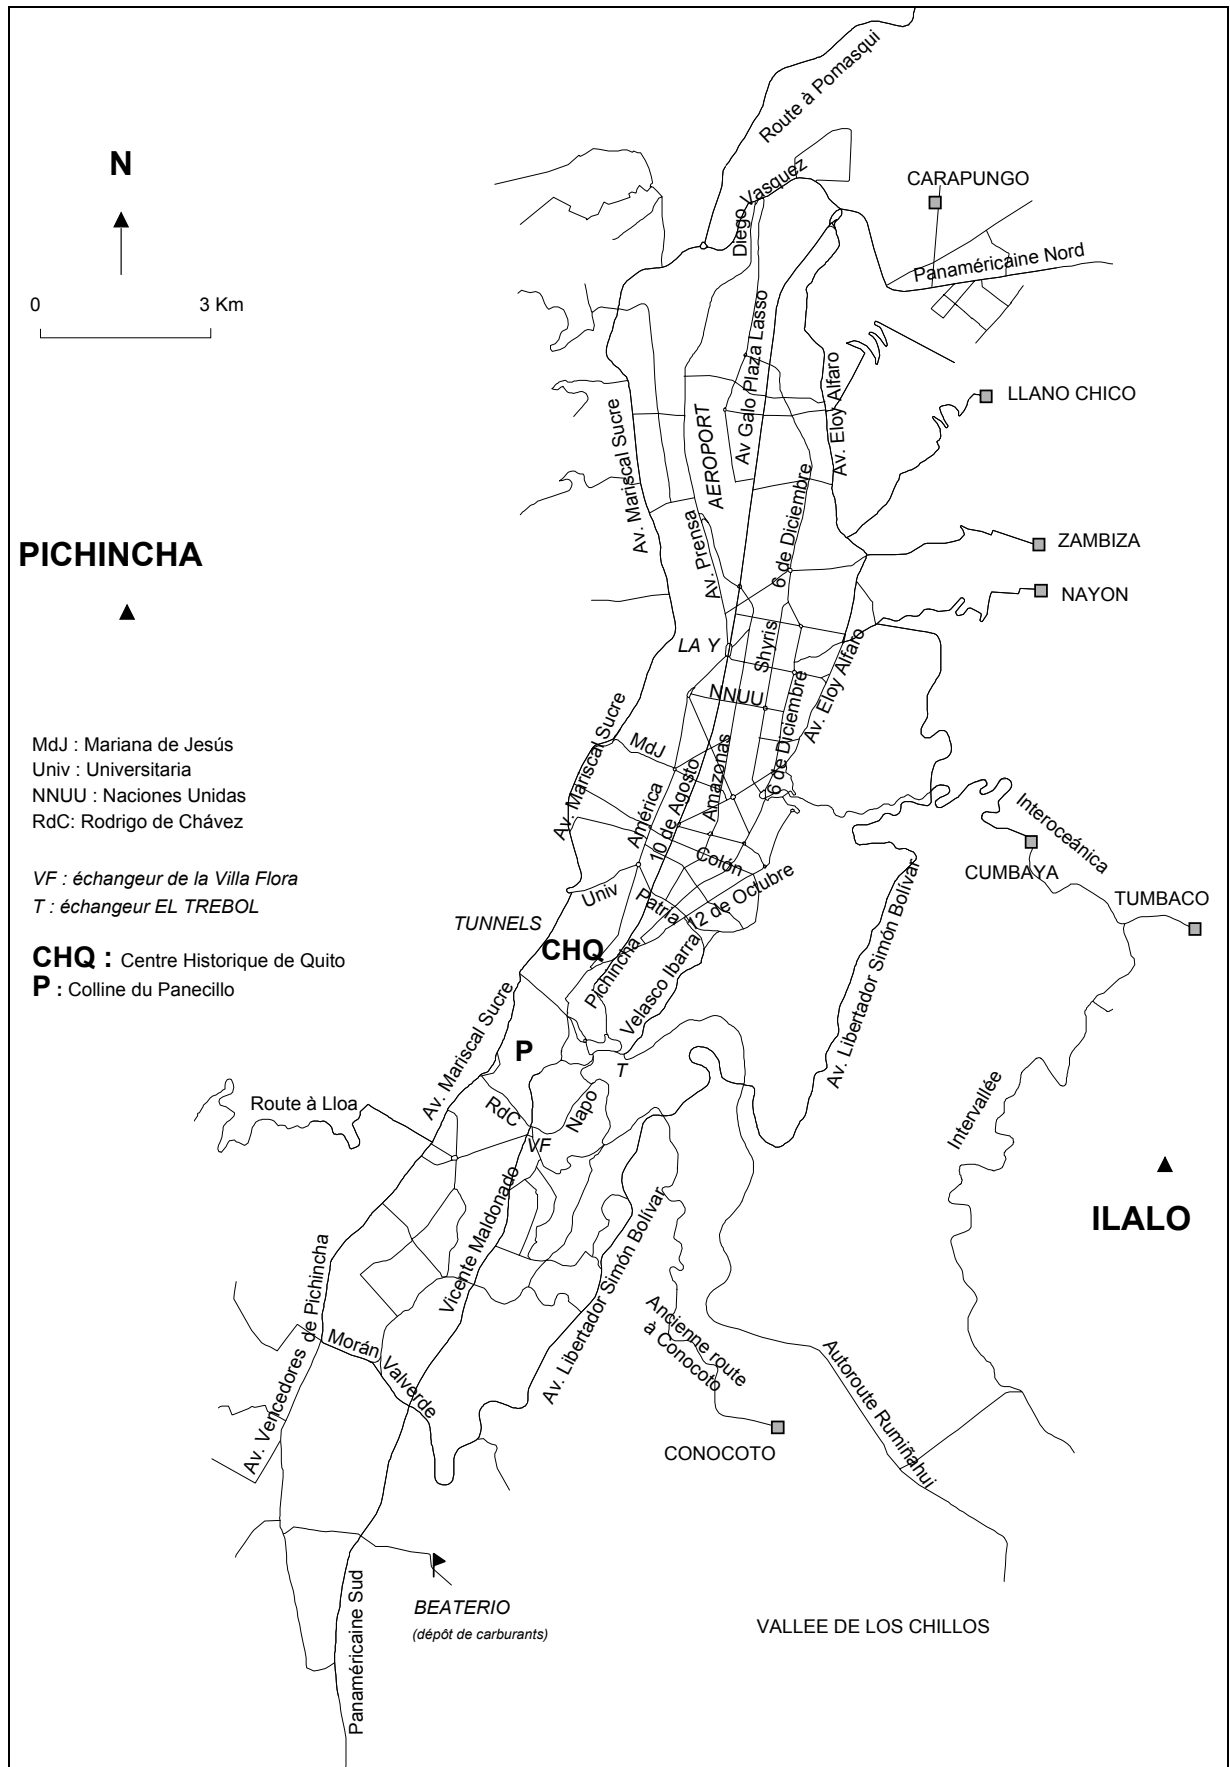 Route à Pomasqui
N
Diego Vasquez
CARAPUNGO
Panaméricaine Nord
0 3 Km
Av Galo Plaza Lasso
Av. Eloy Alfaro
LLANO CHICO
Av. Mariscal Sucre
AEROPORT
6 de Diciembre
Av. Prensa
PICHINCHA
ZAMBIZA
NAYON
LA Y
Shyris
Av. Eloy Alfaro
NNUU
Av. Mariscal Sucre
6 de Diciembre
MdJ : Mariana de Jesús
Univ : Universitaria
NNUU : Naciones Unidas
RdC: Rodrigo de Chávez
MdJ
Amazonas
América
10 de Agosto
Interoceánica
CUMBAYA
Colón
VF : échangeur de la Villa Flora
T : échangeur EL TREBOL
Univ
Patria
12 de Octubre
TUMBACO
TUNNELS
CHQ
CHQ : Centre Historique de Quito
P : Colline du Panecillo
Pichincha
Velasco Ibarra
Av. Libertador Simón Bolívar
Av. Mariscal Sucre
P
T
Route à Lloa
RdC
Napo
VF
Intervallée
ILALO
Vicente Maldonado
Av. Libertador Simón Bolívar
Av. Vencedores de Pichincha
Morán Valverde
Ancienne route
à Conocoto
Autoroute Rumiñahui
CONOCOTO
BEATERIO
(dépôt de carburants)
Panaméricaine Sud
VALLEE DE LOS CHILLOS